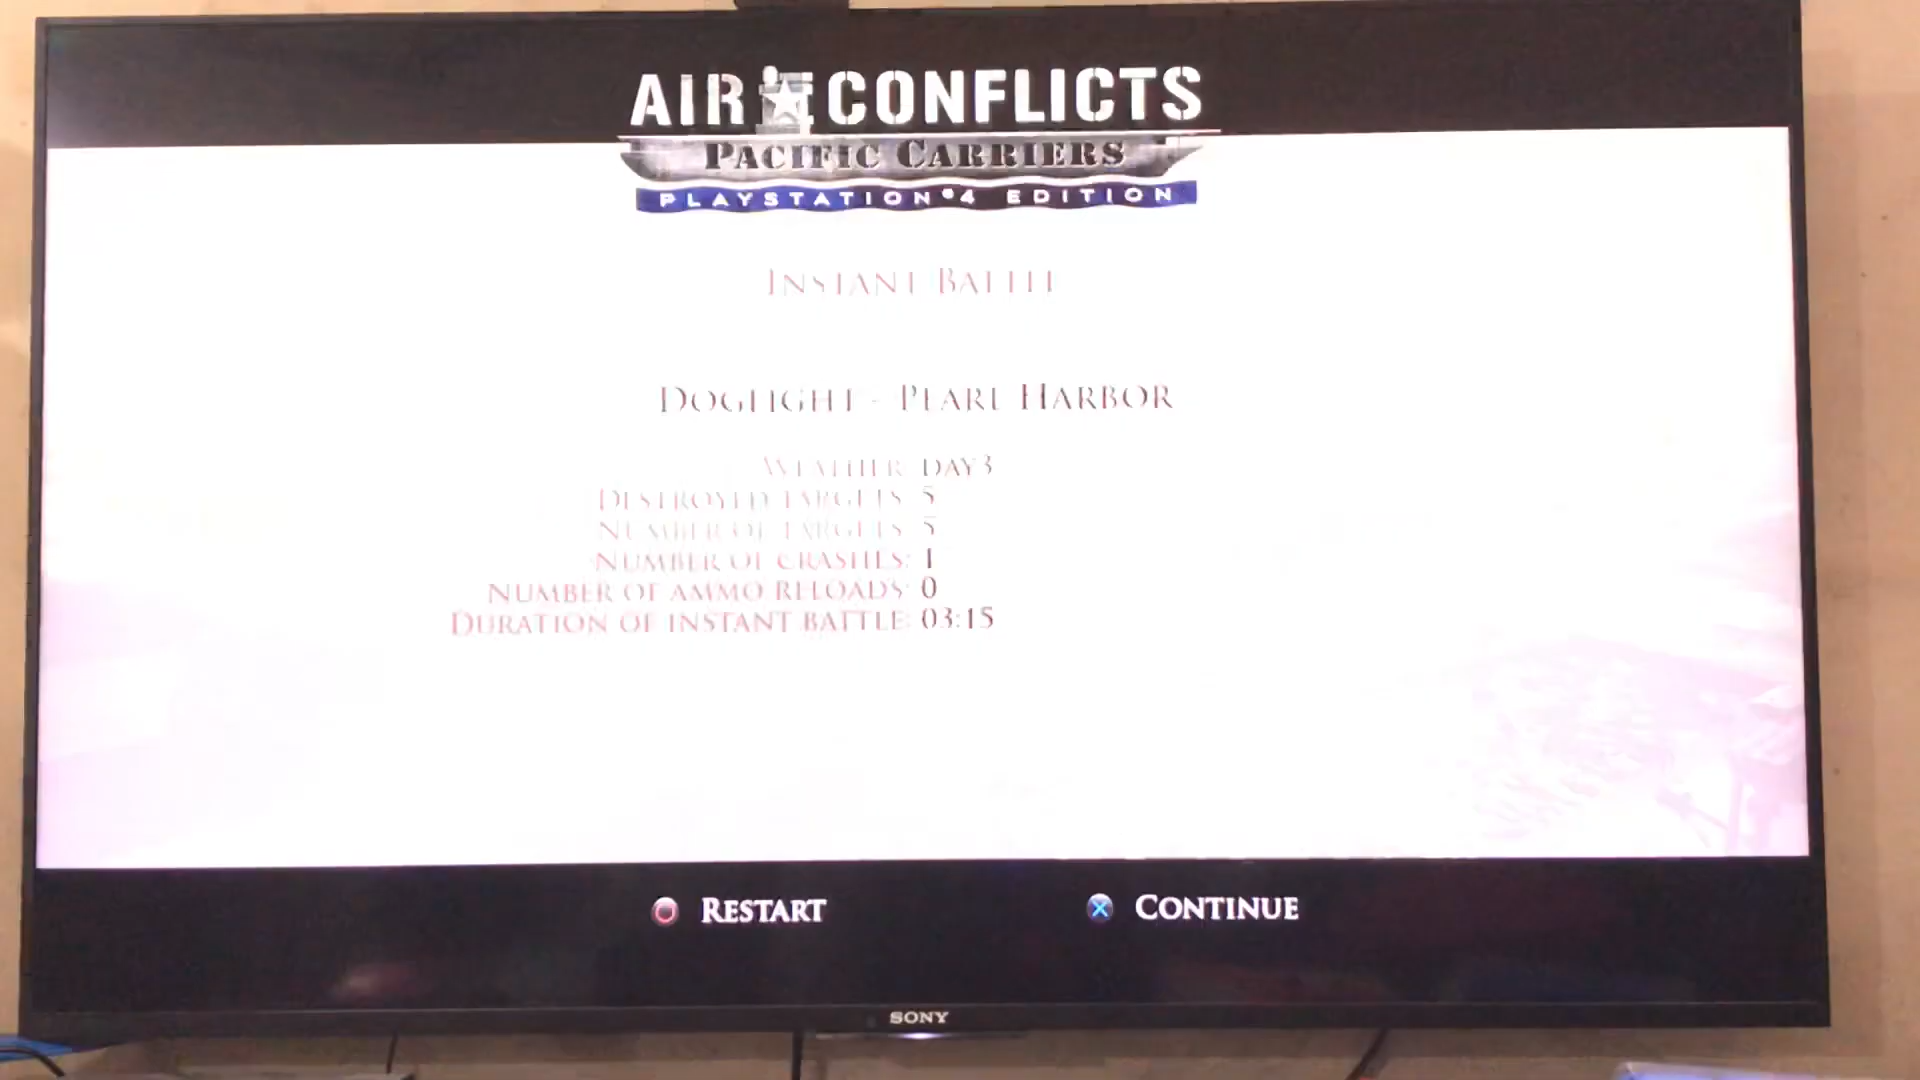 AIR CONFLICTS
PACIFIC CARRIERS
PLAYSTATION®4 EDITION
INSTANT BATTLE
DOGFIGHT - PEARL HARBOR
WEATHER: DAY3
DESTROYED TARGETS: 5
NUMBER OF TARGETS: 5
NUMBER OF CRASHES: 1
NUMBER OF AMMO RELOADS: 0
DURATION OF INSTANT BATTLE: 03:15
RESTART
CONTINUE
SONY